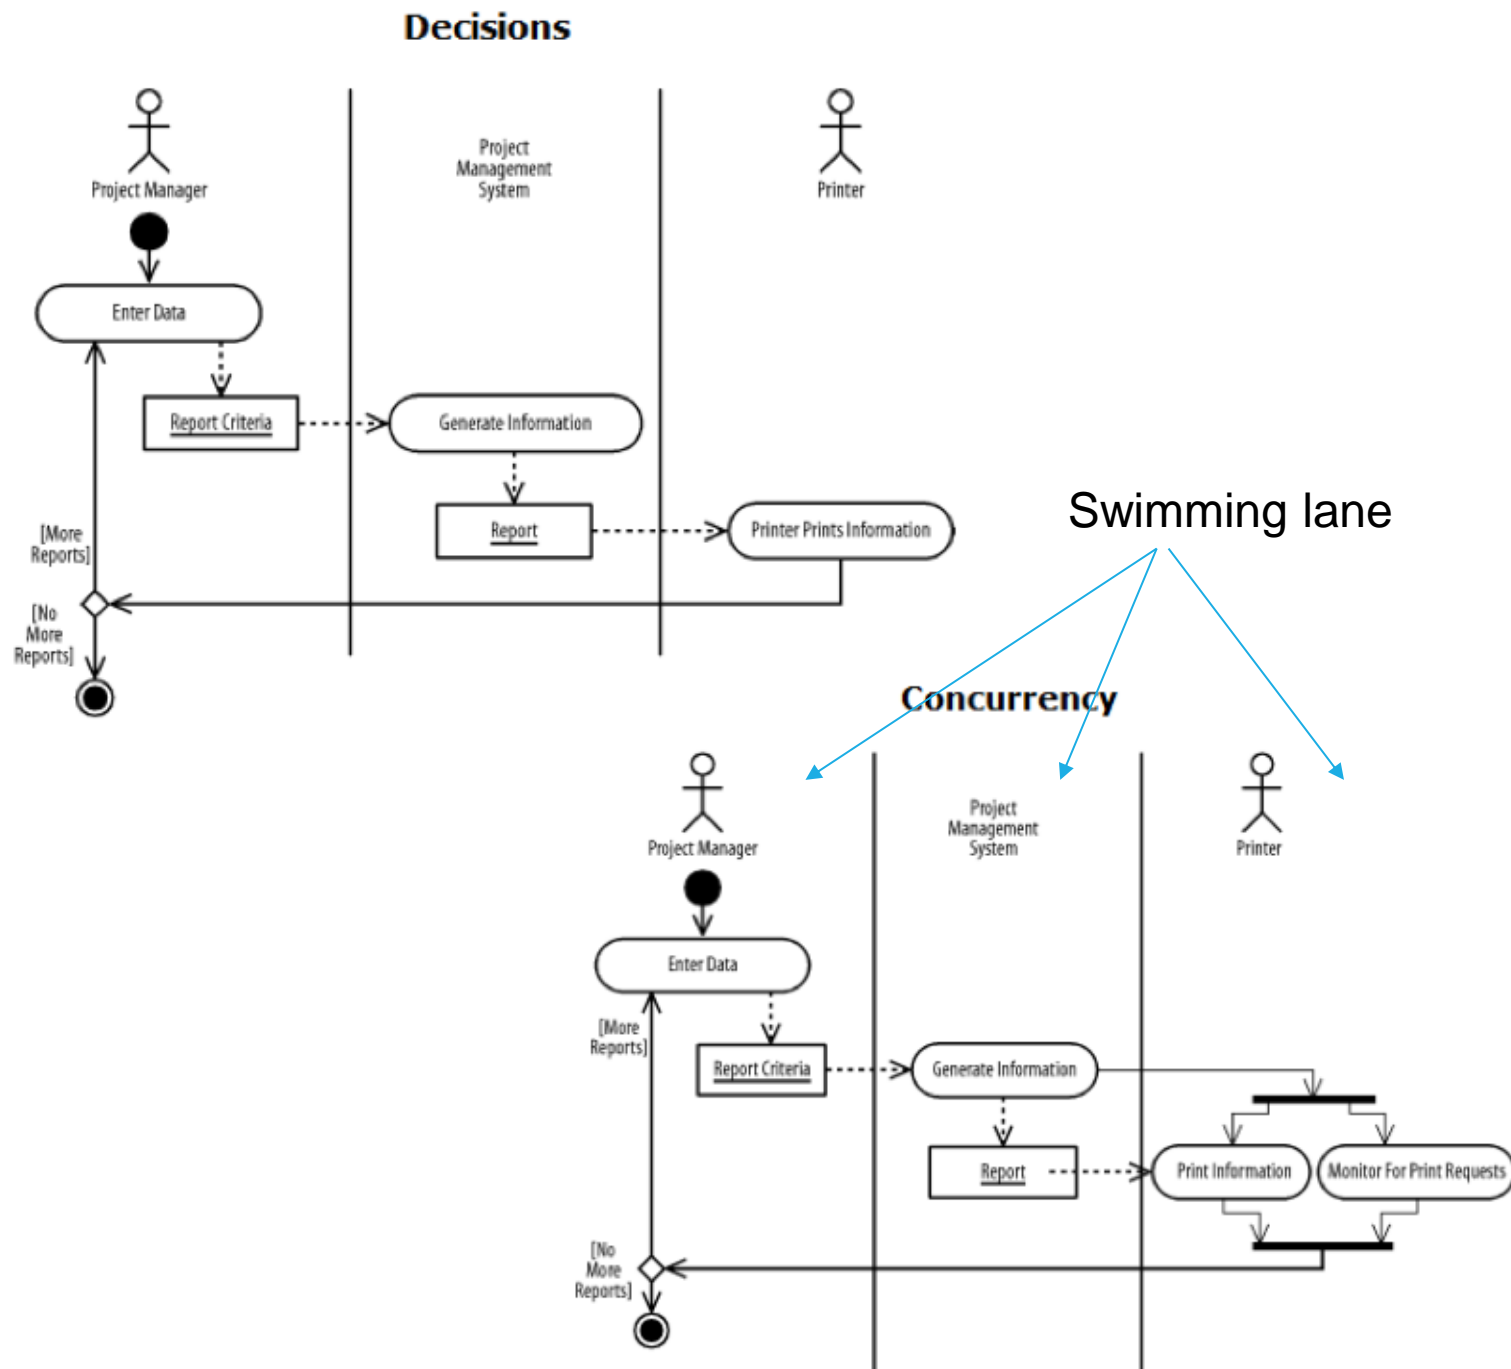 Decisions
Project Manager
Project
Management
System
Printer
Enter Data
Report Criteria
Generate Information
Report
Printer Prints Information
[More
Reports]
[No
More
Reports]
Swimming lane
Concurrency
Project Manager
Project
Management
System
Printer
Enter Data
[More
Reports]
Report Criteria
Generate Information
Report
Print Information
Monitor For Print Requests
[No
More
Reports]